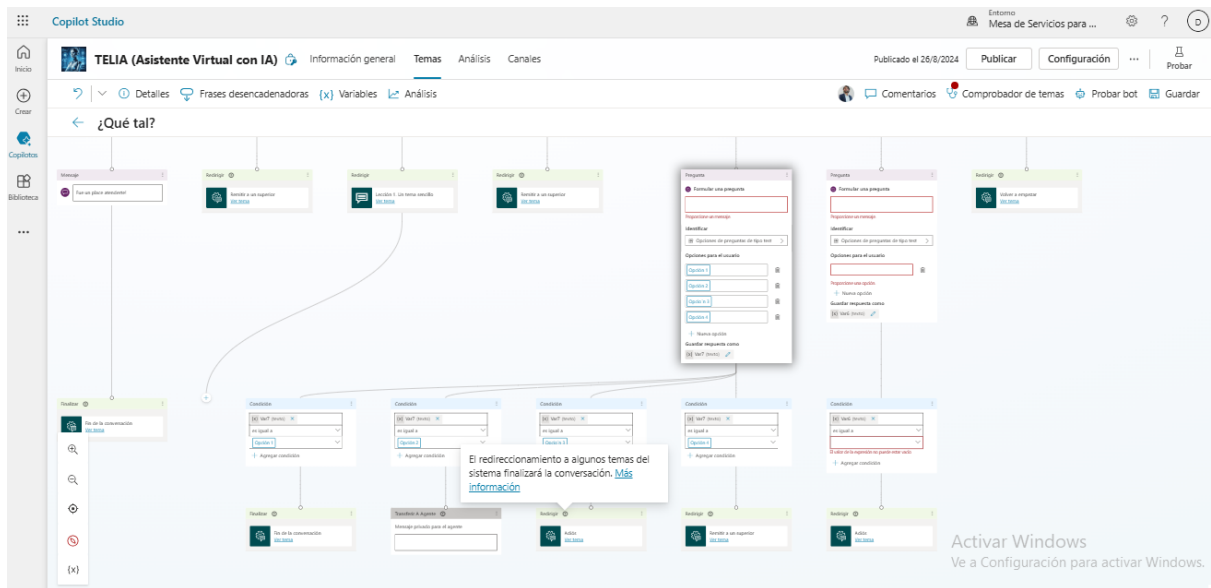 Copilot Studio
Entorno
Mesa de Servicios para ...
?
D
Inicio
Crear
Copilotos
Biblioteca
TELIA (Asistente Virtual con IA)
Información general
Temas
Análisis
Canales
Publicado el 26/8/2024
Publicar
Configuración
...
Probar
Detalles
Frases desencadenadoras
{x} Variables
Análisis
Comentarios
Comprobador de temas
Probar bot
Guardar
¿Qué tal?
Mensaje
Fue un placer atenderte!
Redirigir
Remitir a un superior
Ver tema
Redirigir
Lección 1: Un tema sencillo
Ver tema
Redirigir
Remitir a un superior
Ver tema
Pregunta
Formular una pregunta
Proporcione un mensaje.
Identificar
Opciones de preguntas de tipo test
Opciones para el usuario
Opción 1
Opción 2
Opción 3
Opción 4
+ Nueva opción
Guardar respuesta como
{x} Var7 (texto)
Pregunta
Formular una pregunta
Proporcione un mensaje.
Identificar
Opciones de preguntas de tipo test
Opciones para el usuario
Proporcione una opción
+ Nueva opción
Guardar respuesta como
{x} Var6 (texto)
Redirigir
Volver a empezar
Ver tema
Finalizar
Fin de la conversación
Ver tema
Condición
{x} Var7 (texto) ×
es igual a
Opción 1
+ Agregar condición
Condición
{x} Var7 (texto) ×
es igual a
Opción 2
+ Agregar condición
Condición
{x} Var7 (texto) ×
es igual a
Opción 3
Condición
{x} Var7 (texto) ×
es igual a
Opción 4
+ Agregar condición
Condición
{x} Var6 (texto) ×
es igual a
El valor de la expresión no puede estar vacío
+ Agregar condición
El redireccionamiento a algunos temas del
sistema finalizará la conversación. Más
información
Finalizar
Fin de la conversación
Ver tema
Transferir A Agente
Mensaje privado para el agente
Redirigir
Adiós
Ver tema
Redirigir
Remitir a un superior
Ver tema
Redirigir
Adiós
Ver tema
{x}
Activar Windows
Ve a Configuración para activar Windows.